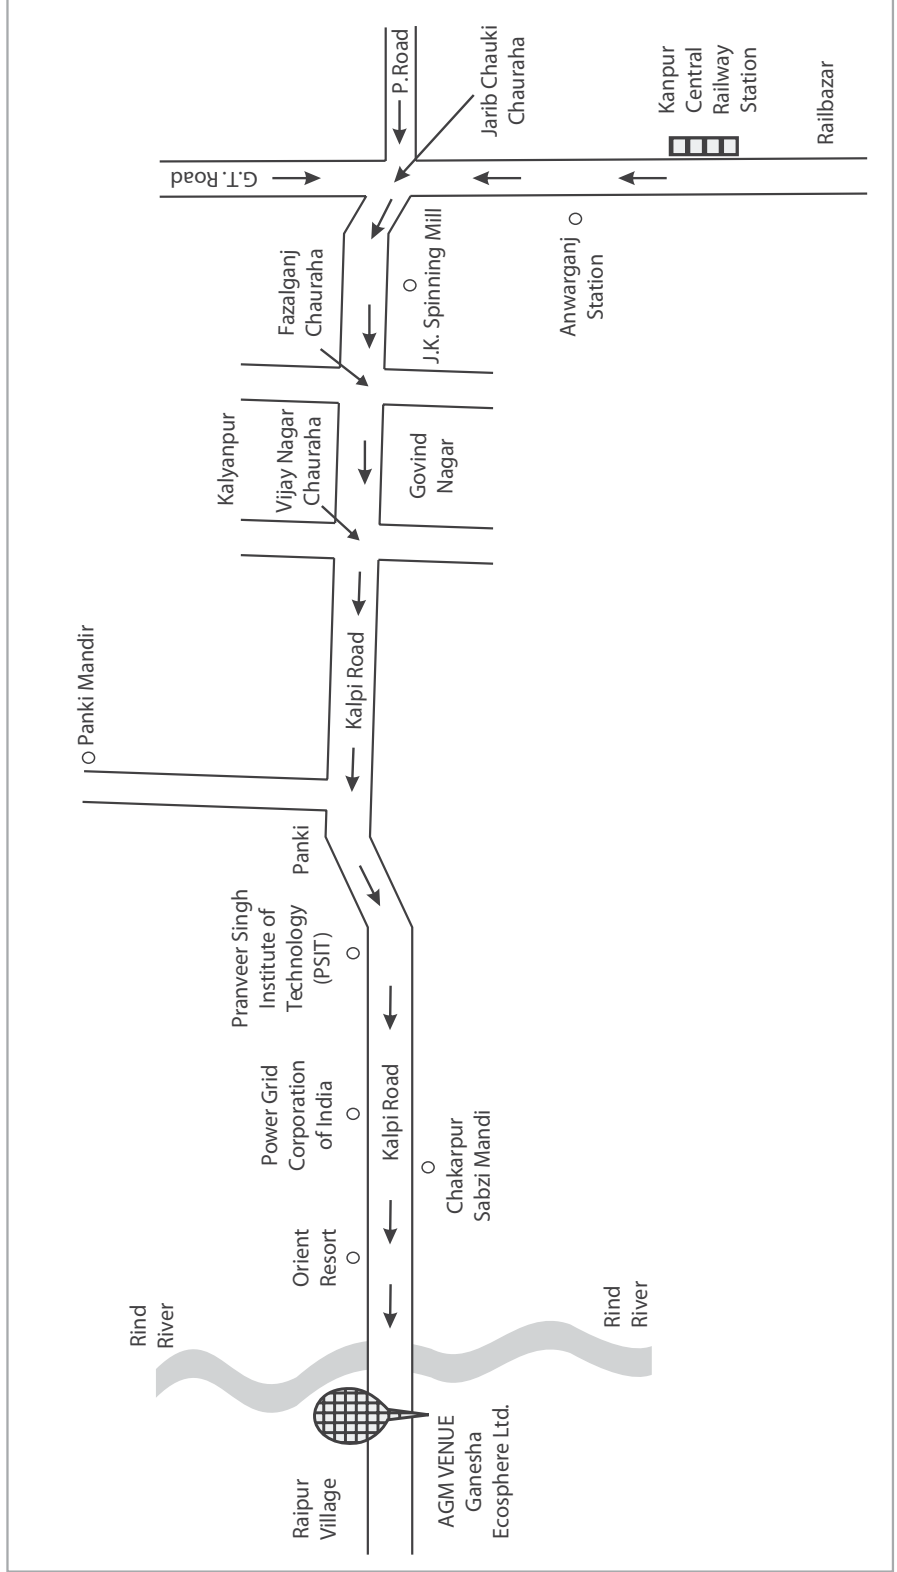 P.Road
Jarib Chauki
Chauraha
Kanpur
Central
Railway
Station
Railbazar
G.T.Road
Fazalganj
Chauraha
J.K. Spinning Mill
Anwarganj
Station
Kalyanpur
Vijay Nagar
Chauraha
Govind
Nagar
Panki Mandir
Kalpi Road
Panki
Pranveer Singh
Institute of
Technology
(PSIT)
Power Grid
Corporation
of India
Kalpi Road
Chakarpur
Sabzi Mandi
Orient
Resort
Rind
River
Rind
River
Raipur
Village
AGM VENUE
Ganesha
Ecosphere Ltd.